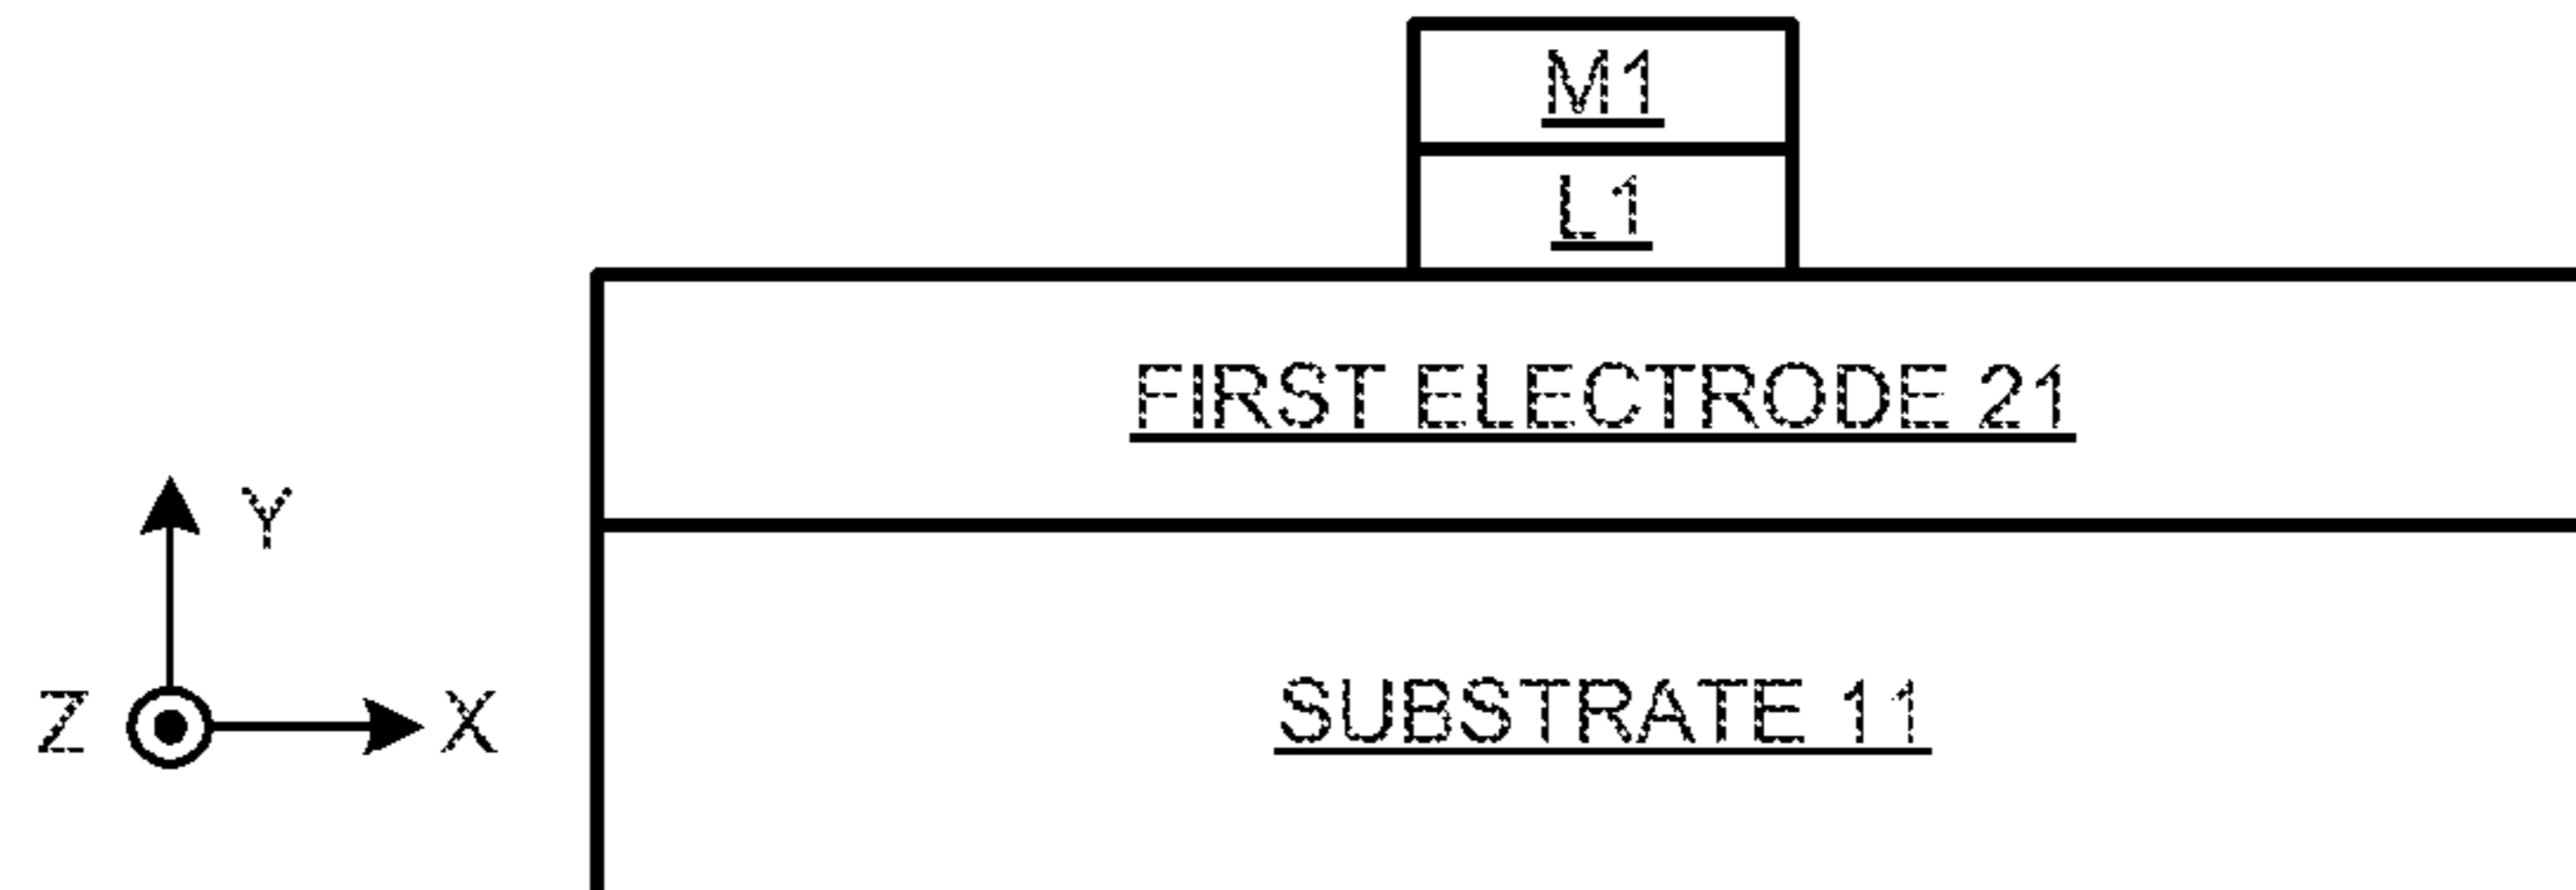 M1
L1
FIRST ELECTRODE 21
Y
Z
X
SUBSTRATE 11